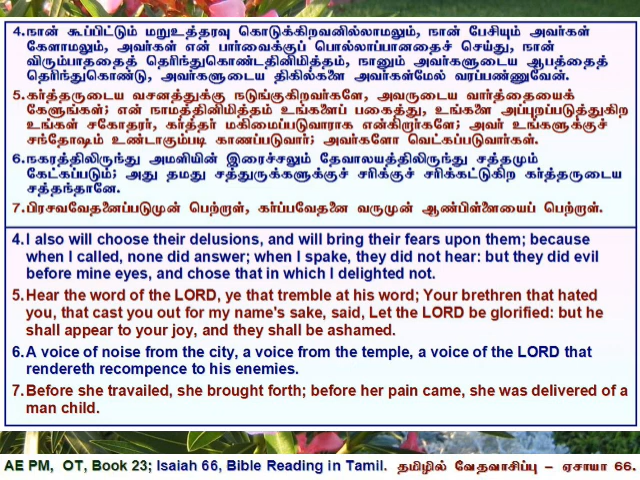 4.நான் கூப்பிட்டும் மறுஉத்தரவு கொடுக்கிறவனில்லாமலும், நான் பேசியும் அவர்கள்
கேளாமலும், அவர்கள் என் பார்வைக்குப் பொல்லாப்பானதைச் செய்து, நான்
விரும்பாததைத் தெரிந்துகொண்டதினிமித்தம், நானும் அவர்களுடைய ஆபத்தைத்
தெரிந்துகொண்டு, அவர்களுடைய திகில்களை அவர்கள்மேல் வரப்பண்ணுவேன்.
5.கர்த்தருடைய வசனத்துக்கு நடுங்குகிறவர்களே, அவருடைய வார்த்தையைக்
கேளுங்கள்; என் நாமத்தினிமித்தம் உங்களைப் பகைத்து, உங்களை அப்புறப்படுத்துகிற
உங்கள் சகோதரர், கர்த்தர் மகிமைப்படுவாராக என்கிறார்களே; அவர் உங்களுக்குச்
சந்தோஷம் உண்டாகும்படி காணப்படுவார்; அவர்களோ வெட்கப்படுவார்கள்.
6.நகரத்திலிருந்து அமளியின் இரைச்சலும் தேவாலயத்திலிருந்து சத்தமும்
கேட்கப்படும்; அது தமது சத்துருக்களுக்குச் சரிக்குச் சரிக்கட்டுகிற கர்த்தருடைய
சத்தந்தானே.
7.பிரசவவேதனைப்படுமுன் பெற்றாள், கர்ப்பவேதனை வருமுன் ஆண்பிள்ளையைப் பெற்றாள்.
4.I also will choose their delusions, and will bring their fears upon them; because
when I called, none did answer; when I spake, they did not hear: but they did evil
before mine eyes, and chose that in which I delighted not.
5.Hear the word of the LORD, ye that tremble at his word; Your brethren that hated
you, that cast you out for my name's sake, said, Let the LORD be glorified: but he
shall appear to your joy, and they shall be ashamed.
6.A voice of noise from the city, a voice from the temple, a voice of the LORD that
rendereth recompence to his enemies.
7.Before she travailed, she brought forth; before her pain came, she was delivered of a
man child.
AE PM, OT, Book 23; Isaiah 66, Bible Reading in Tamil. தமிழில் வேதவாசிப்பு – ஏசாயா 66.